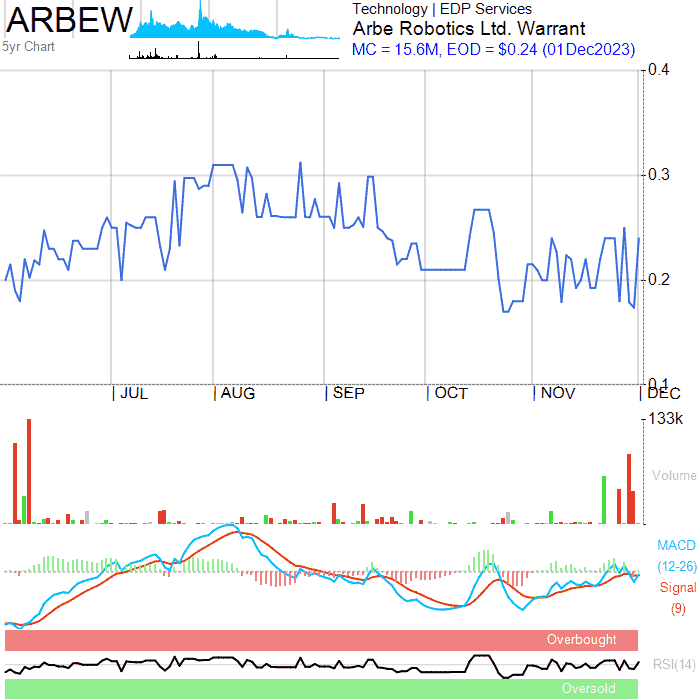 ARBEW
5yr Chart
Technology | EDP Services
Arbe Robotics Ltd. Warrant
MC = 15.6M, EOD = $0.24 (01Dec2023)
0.4
0.3
0.2
0.1
JUL AUG SEP OCT NOV DEC
133k
Volume
MACD
(12-26)
Signal
(9)
Overbought
RSI(14)
Oversold